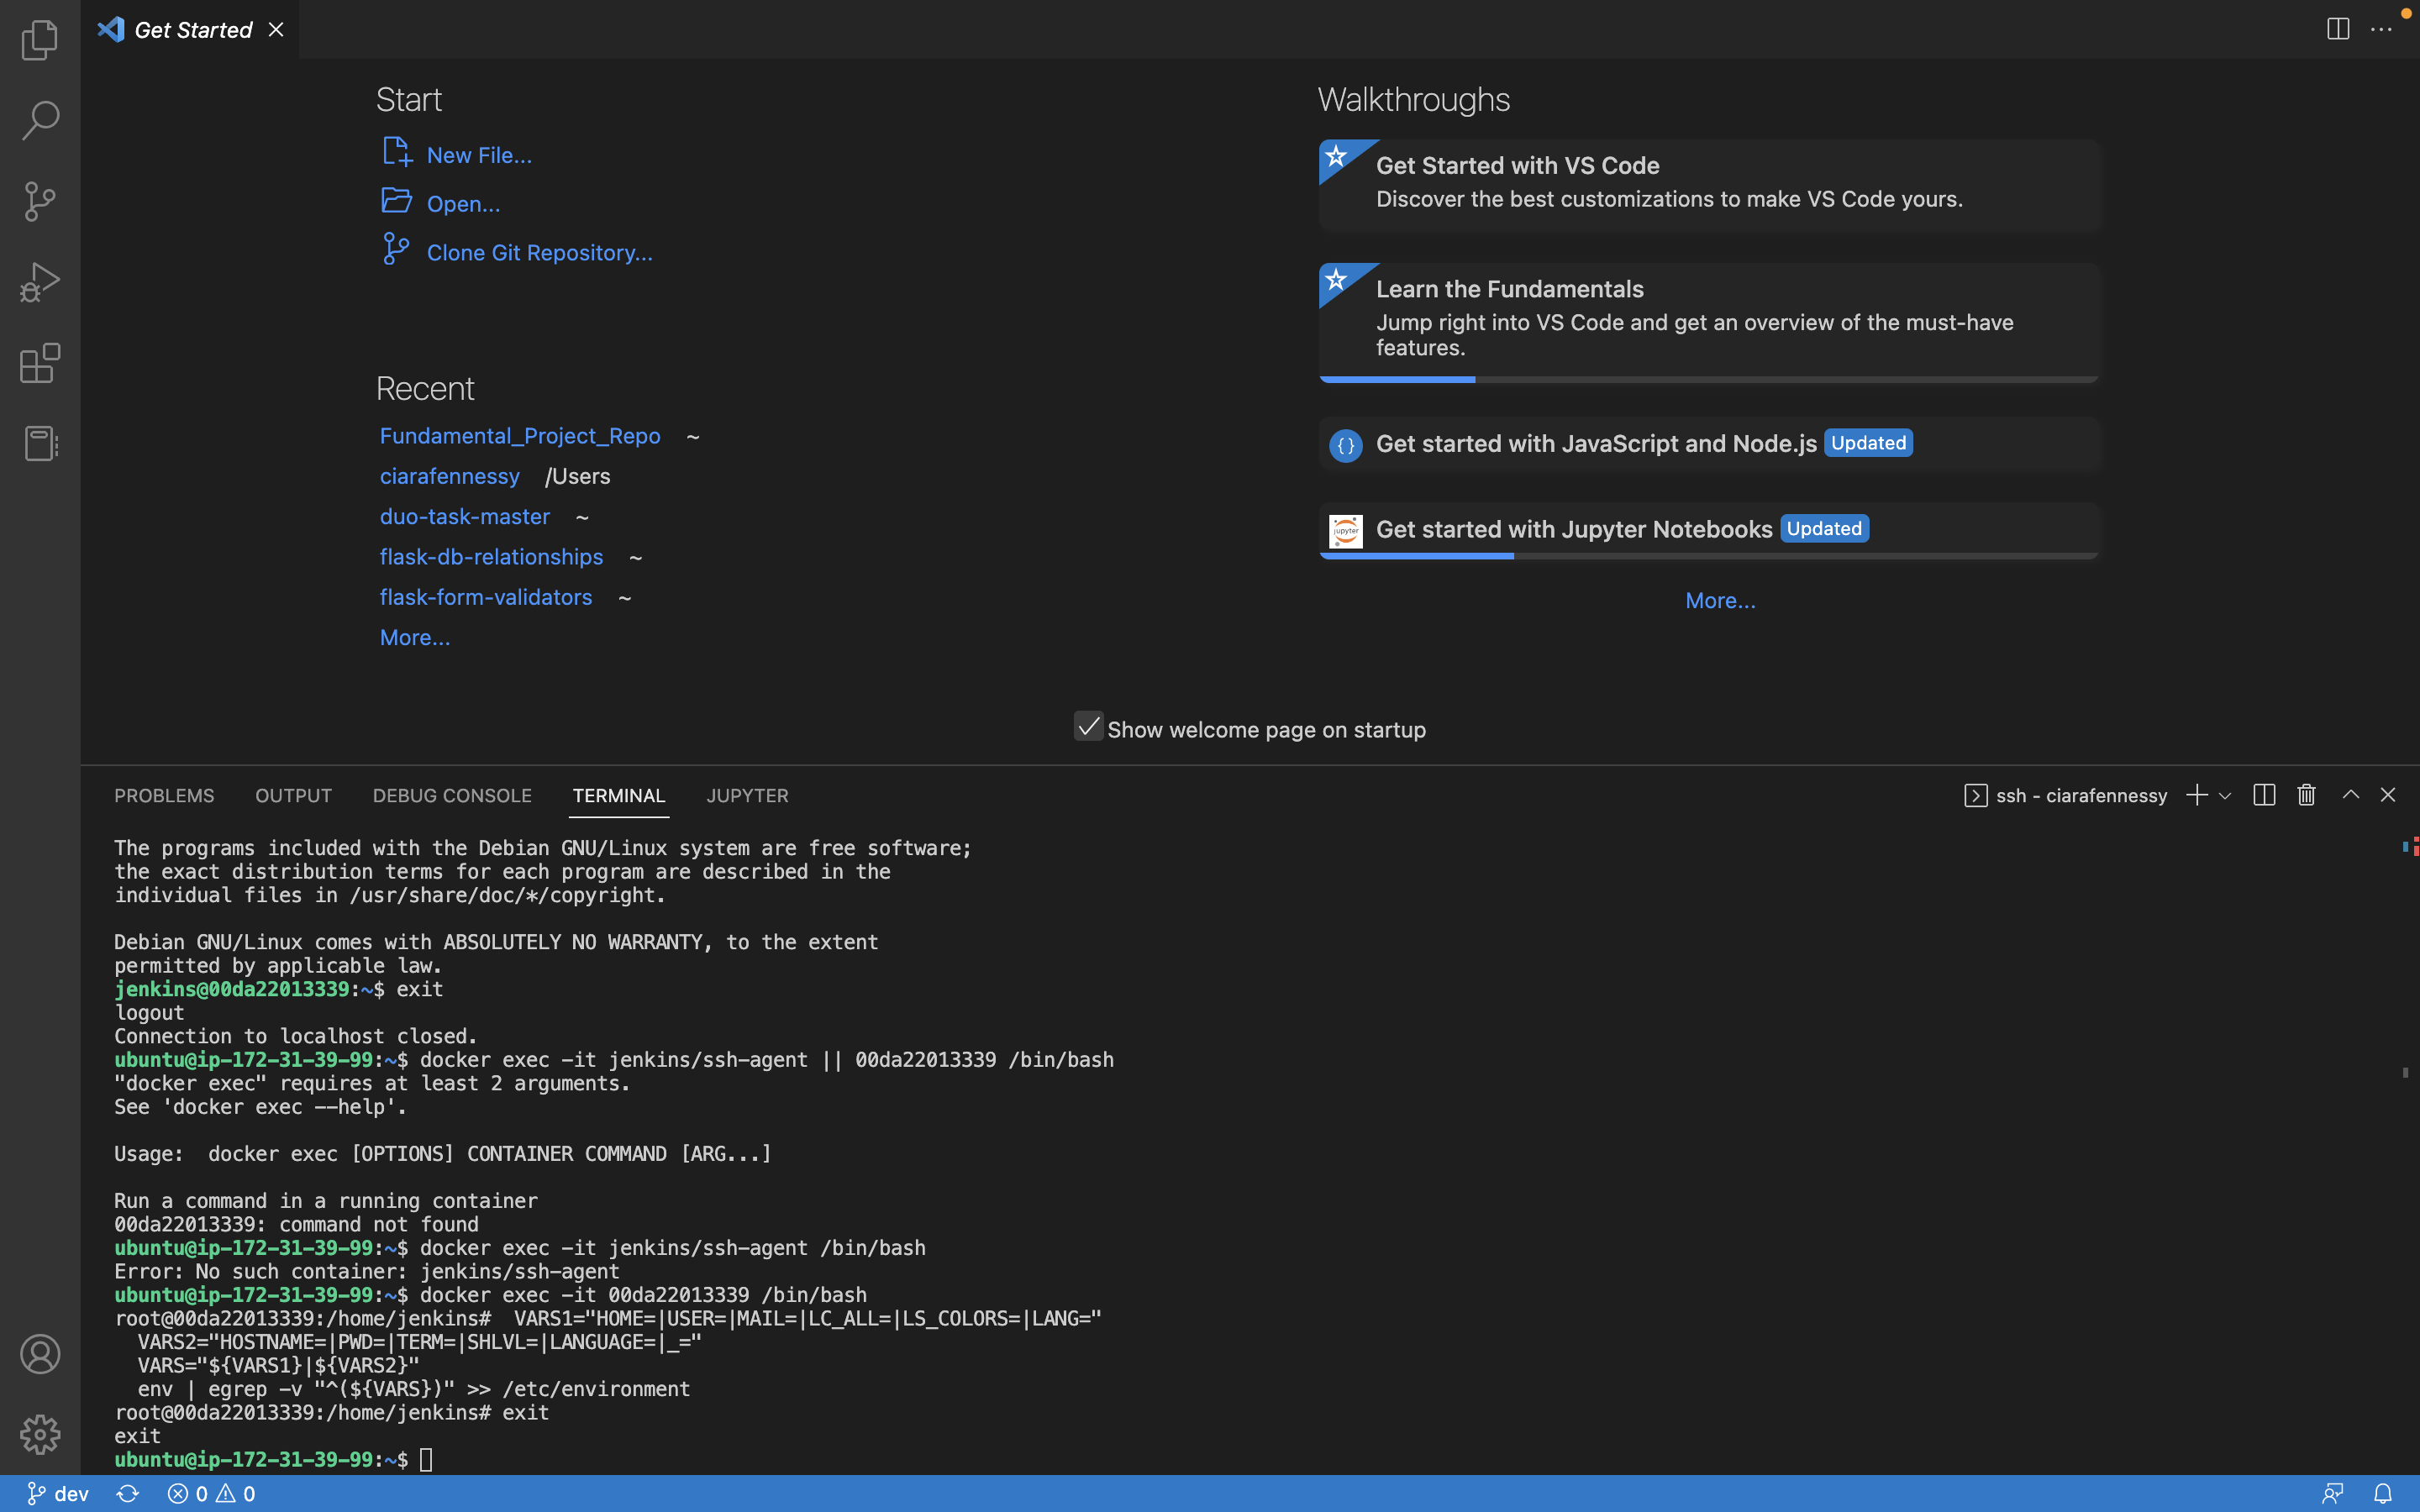 Get Started
Start
New File...
Open...
Clone Git Repository...
Recent
Fundamental_Project_Repo ~
ciarafennessy /Users
duo-task-master ~
flask-db-relationships ~
flask-form-validators ~
More...
Walkthroughs
Get Started with VS Code
Discover the best customizations to make VS Code yours.
Learn the Fundamentals
Jump right into VS Code and get an overview of the must-have
features.
Get started with JavaScript and Node.js Updated
jupyter
Get started with Jupyter Notebooks Updated
More...
Show welcome page on startup
PROBLEMS OUTPUT DEBUG CONSOLE TERMINAL JUPYTER
ssh - ciarafennessy
The programs included with the Debian GNU/Linux system are free software;
the exact distribution terms for each program are described in the
individual files in /usr/share/doc/*/copyright.
Debian GNU/Linux comes with ABSOLUTELY NO WARRANTY, to the extent
permitted by applicable law.
jenkins@00da22013339:~$ exit
logout
Connection to localhost closed.
ubuntu@ip-172-31-39-99:~$ docker exec -it jenkins/ssh-agent || 00da22013339 /bin/bash
"docker exec" requires at least 2 arguments.
See 'docker exec --help'.
Usage:  docker exec [OPTIONS] CONTAINER COMMAND [ARG...]
Run a command in a running container
00da22013339: command not found
ubuntu@ip-172-31-39-99:~$ docker exec -it jenkins/ssh-agent /bin/bash
Error: No such container: jenkins/ssh-agent
ubuntu@ip-172-31-39-99:~$ docker exec -it 00da22013339 /bin/bash
root@00da22013339:/home/jenkins#  VARS1="HOME=|USER=|MAIL=|LC_ALL=|LS_COLORS=|LANG="
  VARS2="HOSTNAME=|PWD=|TERM=|SHLVL=|LANGUAGE=|_="
  VARS="${VARS1}|${VARS2}"
  env | egrep -v "^(${VARS})" >> /etc/environment
root@00da22013339:/home/jenkins# exit
exit
ubuntu@ip-172-31-39-99:~$
dev 0 0